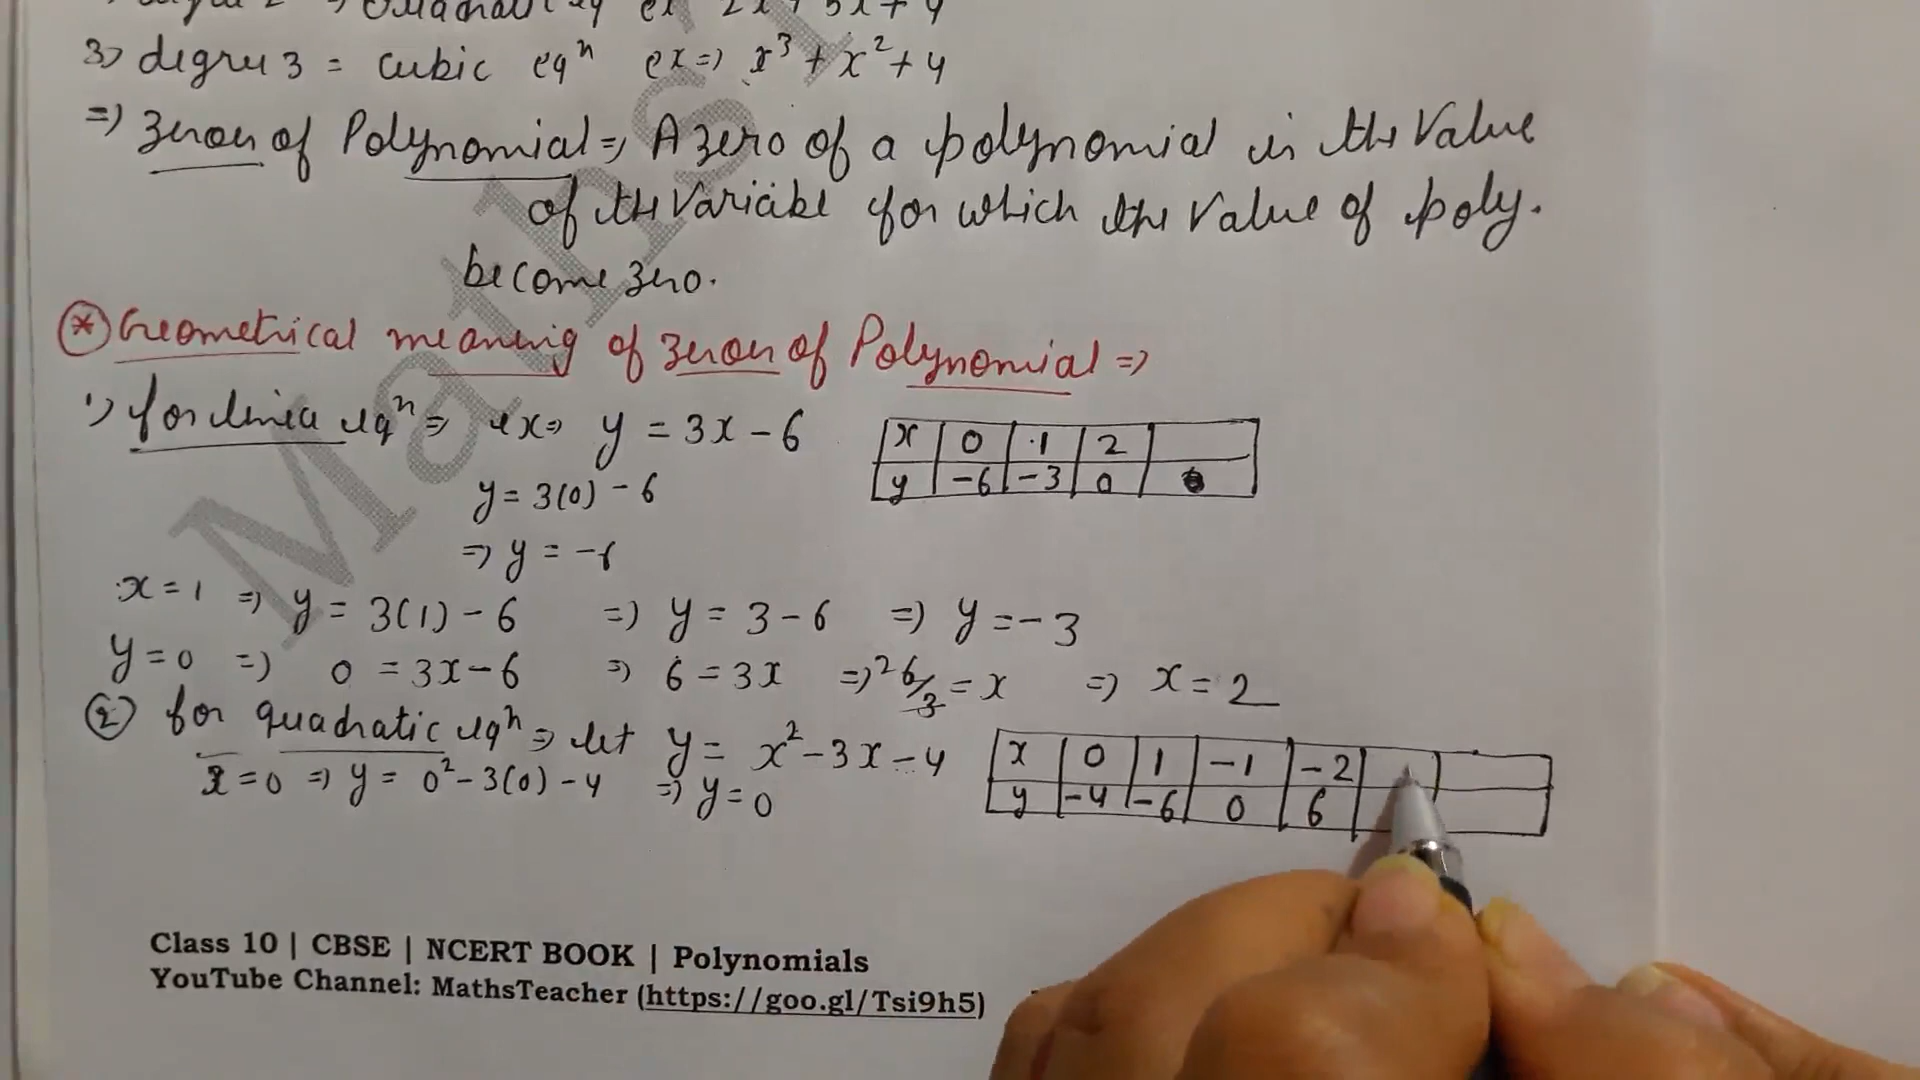 3) degree 3 = cubic eqⁿ ex => x³ + x² + 4
=> Zeroes of Polynomial => A zero of a polynomial is the Value
of the Variable for which the Value of poly.
become zero.
* Geometrical meaning of zeroes of Polynomial =>
1) for linea eqⁿ => ex => y = 3x - 6
x 0 1 2
y -6 -3 0
y = 3(0) - 6
=> y = -6
x = 1 => y = 3(1) - 6 => y = 3 - 6 => y = -3
y = 0 => 0 = 3x - 6 => 6 = 3x => ²6/3 = x => x = 2
(2) for quadratic eqⁿ => let y = x² - 3x - 4
x 0 1 -1 -2
y -4 -6 0 6
x = 0 => y = 0² - 3(0) - 4 => y = 0
Class 10 | CBSE | NCERT BOOK | Polynomials
YouTube Channel: MathsTeacher (https://goo.gl/Tsi9h5)